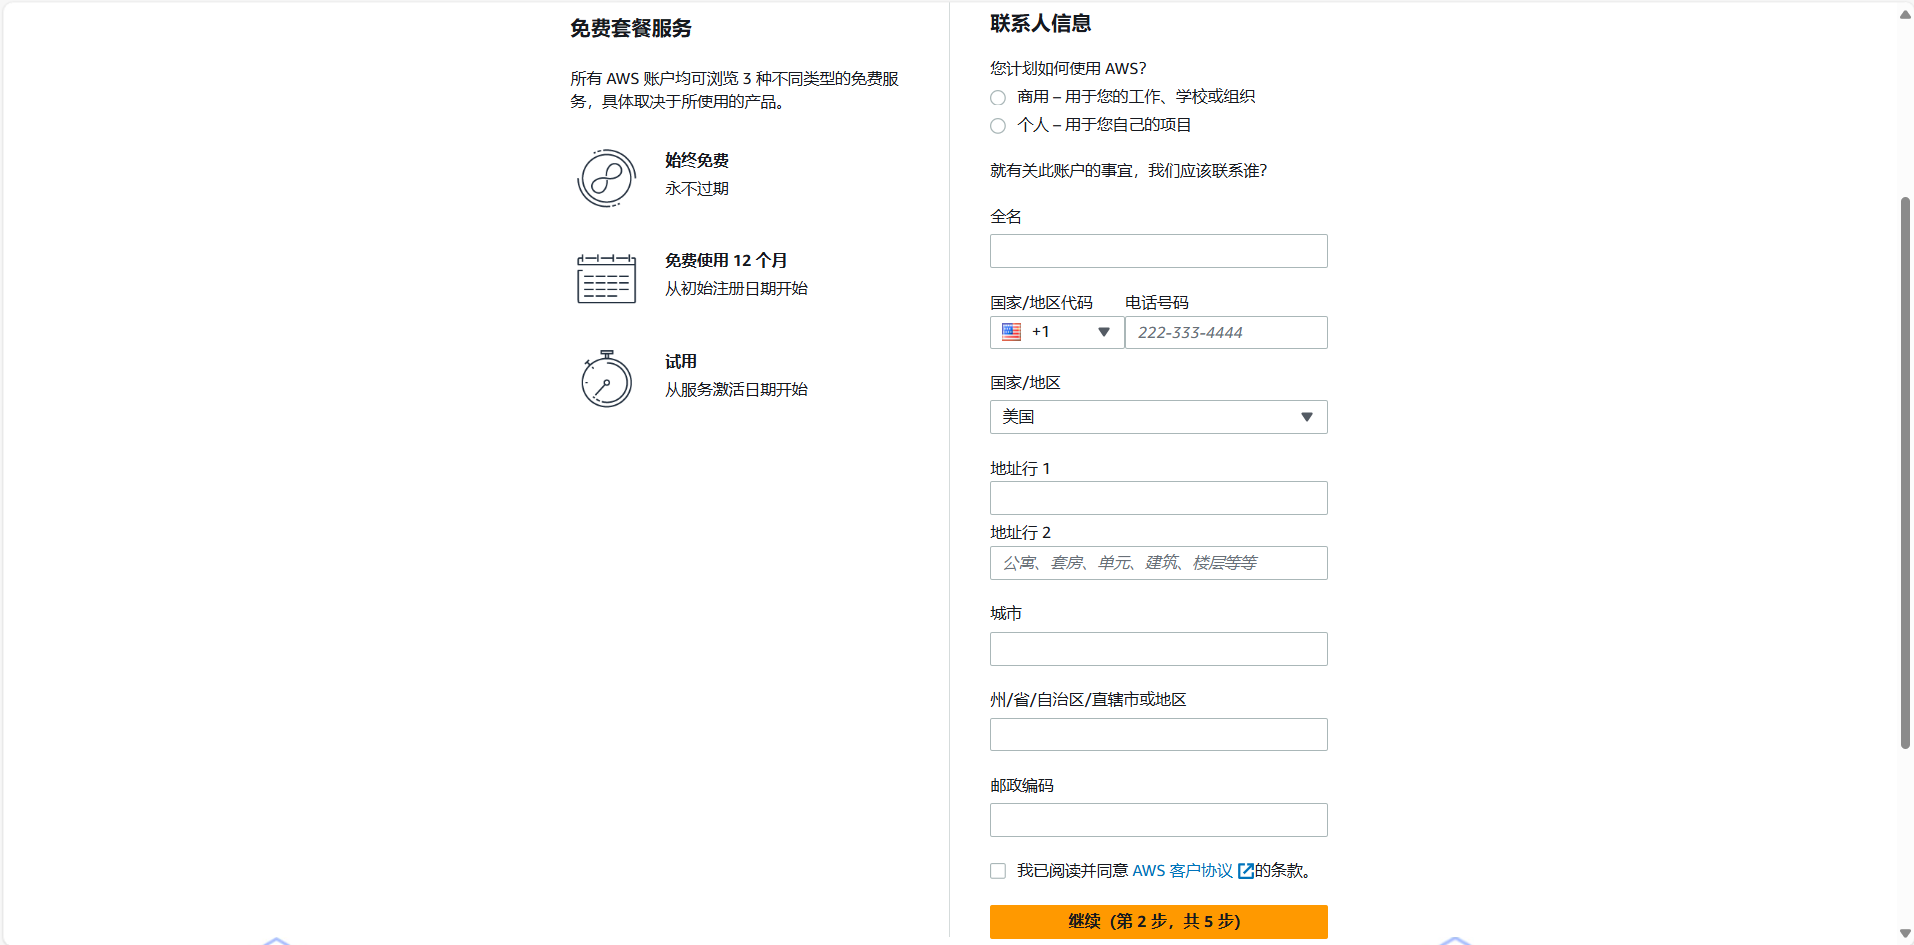 免费套餐服务
所有 AWS 账户均可浏览 3 种不同类型的免费服
务，具体取决于所使用的产品。
始终免费
永不过期
免费使用 12 个月
从初始注册日期开始
试用
从服务激活日期开始
联系人信息
您计划如何使用 AWS?
商用 – 用于您的工作、学校或组织
个人 – 用于您自己的项目
就有关此账户的事宜，我们应该联系谁?
全名
国家/地区代码 电话号码
+1 222-333-4444
国家/地区
美国
地址行 1
地址行 2
公寓、套房、单元、建筑、楼层等等
城市
州/省/自治区/直辖市或地区
邮政编码
我已阅读并同意 AWS 客户协议 的条款。
继续（第 2 步，共 5 步）